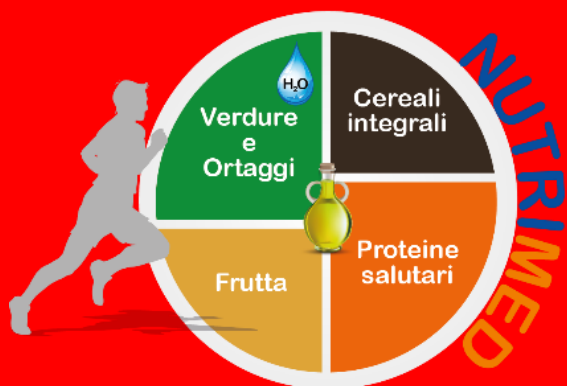 H₂O
Verdure
e
Ortaggi
Cereali
integrali
Frutta
Proteine
salutari
NUTRIMED